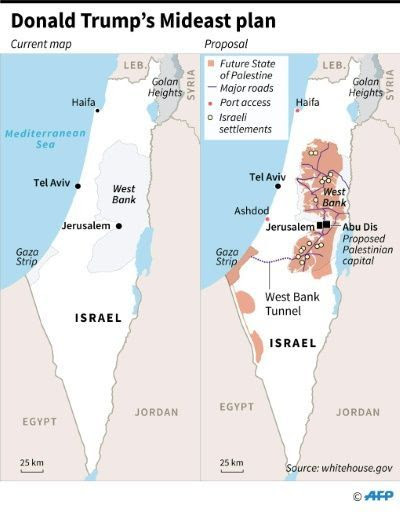 Donald Trump's Mideast plan
Current map
LEB.
SYRIA
Golan
Heights
Haifa
Mediterranean
Sea
Tel Aviv
West
Bank
Jerusalem
Gaza
Strip
ISRAEL
EGYPT
JORDAN
25 km
Proposal
Future State
of Palestine
Major roads
Port access
Israeli
settlements
LEB.
SYRIA
Golan
Heights
Haifa
Tel Aviv
West
Bank
Ashdod
Jerusalem
Abu Dis
Proposed
Palestinian
capital
Gaza
Strip
West Bank
Tunnel
ISRAEL
EGYPT
JORDAN
25 km
Source: whitehouse.gov
© AFP